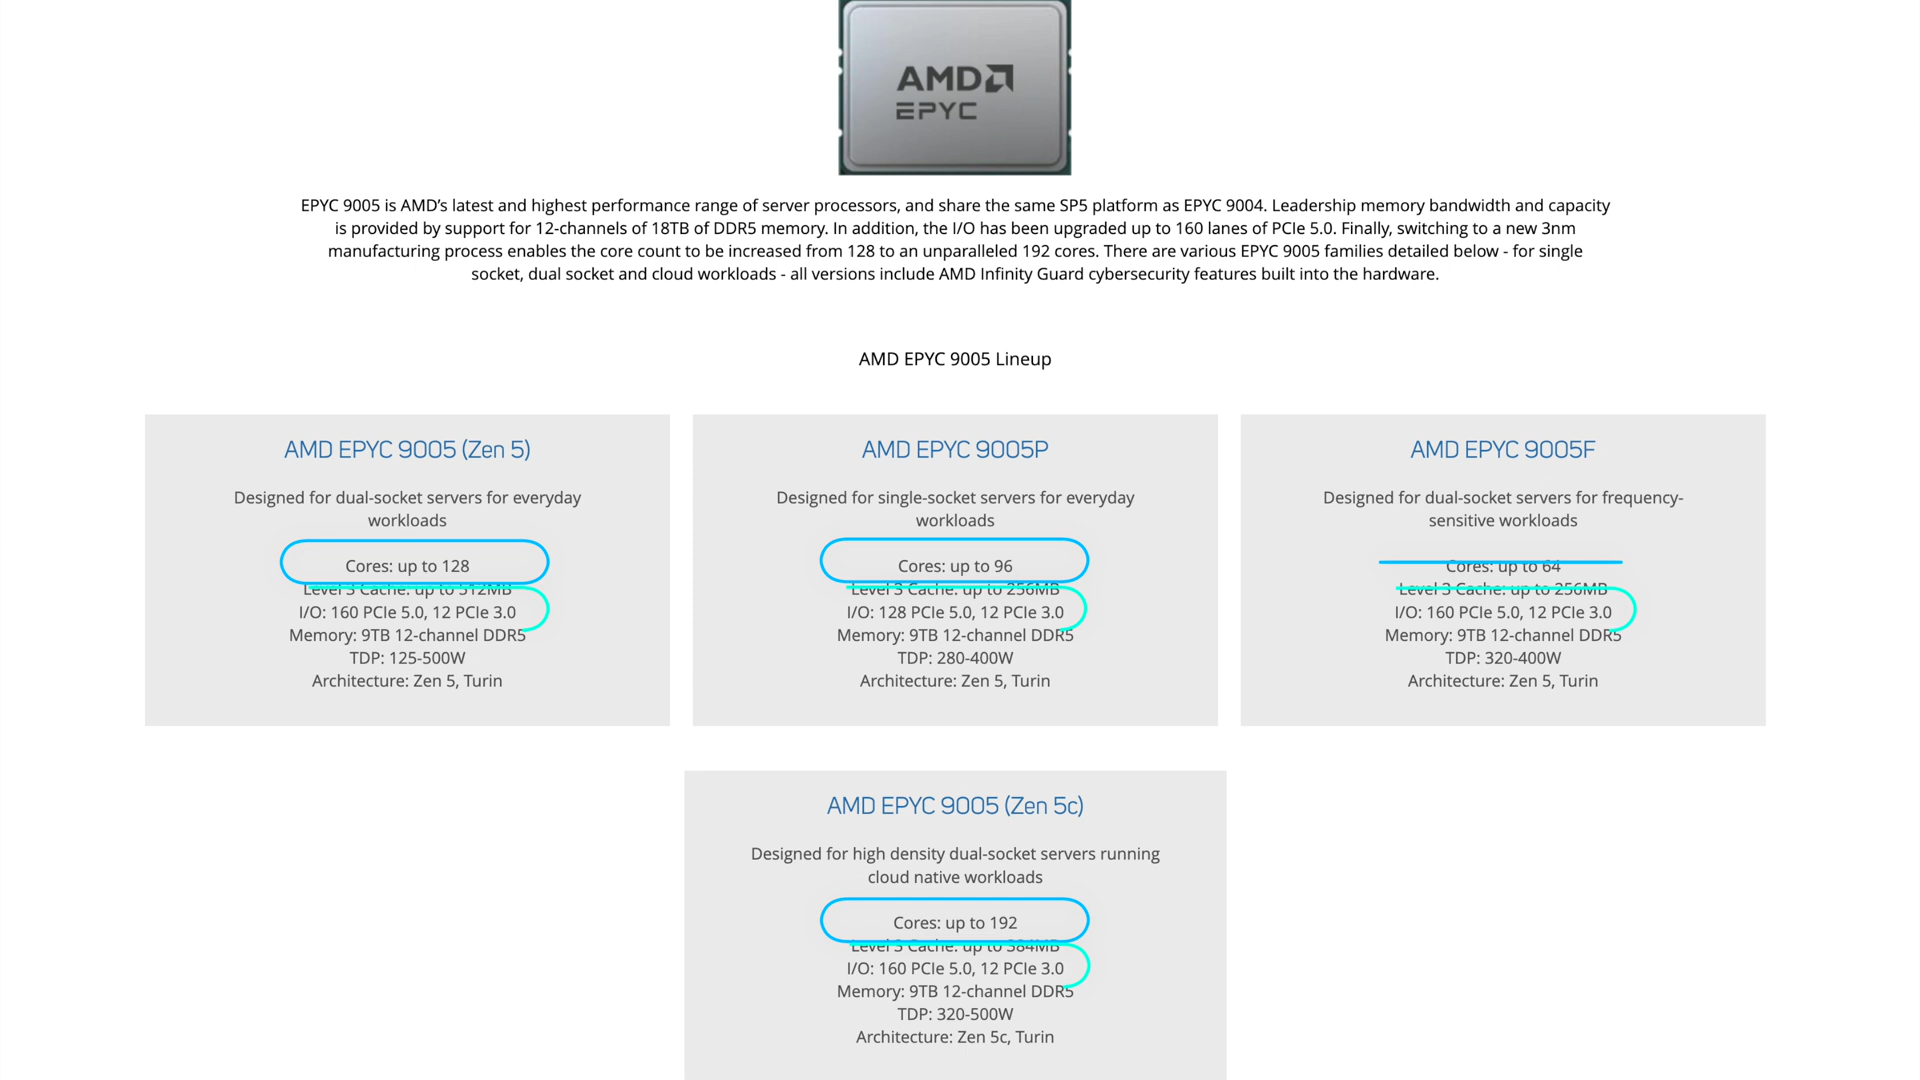 AMD
EPYC
EPYC 9005 is AMD’s latest and highest performance range of server processors, and share the same SP5 platform as EPYC 9004. Leadership memory bandwidth and capacity
is provided by support for 12-channels of 18TB of DDR5 memory. In addition, the I/O has been upgraded up to 160 lanes of PCIe 5.0. Finally, switching to a new 3nm
manufacturing process enables the core count to be increased from 128 to an unparalleled 192 cores. There are various EPYC 9005 families detailed below - for single
socket, dual socket and cloud workloads - all versions include AMD Infinity Guard cybersecurity features built into the hardware.
AMD EPYC 9005 Lineup
AMD EPYC 9005 (Zen 5)
Designed for dual-socket servers for everyday
workloads
Cores: up to 128
Level 3 Cache: up to 512MB
I/O: 160 PCIe 5.0, 12 PCIe 3.0
Memory: 9TB 12-channel DDR5
TDP: 125-500W
Architecture: Zen 5, Turin
AMD EPYC 9005P
Designed for single-socket servers for everyday
workloads
Cores: up to 96
Level 3 Cache: up to 256MB
I/O: 128 PCIe 5.0, 12 PCIe 3.0
Memory: 9TB 12-channel DDR5
TDP: 280-400W
Architecture: Zen 5, Turin
AMD EPYC 9005F
Designed for dual-socket servers for frequency-
sensitive workloads
Cores: up to 64
Level 3 Cache: up to 256MB
I/O: 160 PCIe 5.0, 12 PCIe 3.0
Memory: 9TB 12-channel DDR5
TDP: 320-400W
Architecture: Zen 5, Turin
AMD EPYC 9005 (Zen 5c)
Designed for high density dual-socket servers running
cloud native workloads
Cores: up to 192
Level 3 Cache: up to 384MB
I/O: 160 PCIe 5.0, 12 PCIe 3.0
Memory: 9TB 12-channel DDR5
TDP: 320-500W
Architecture: Zen 5c, Turin